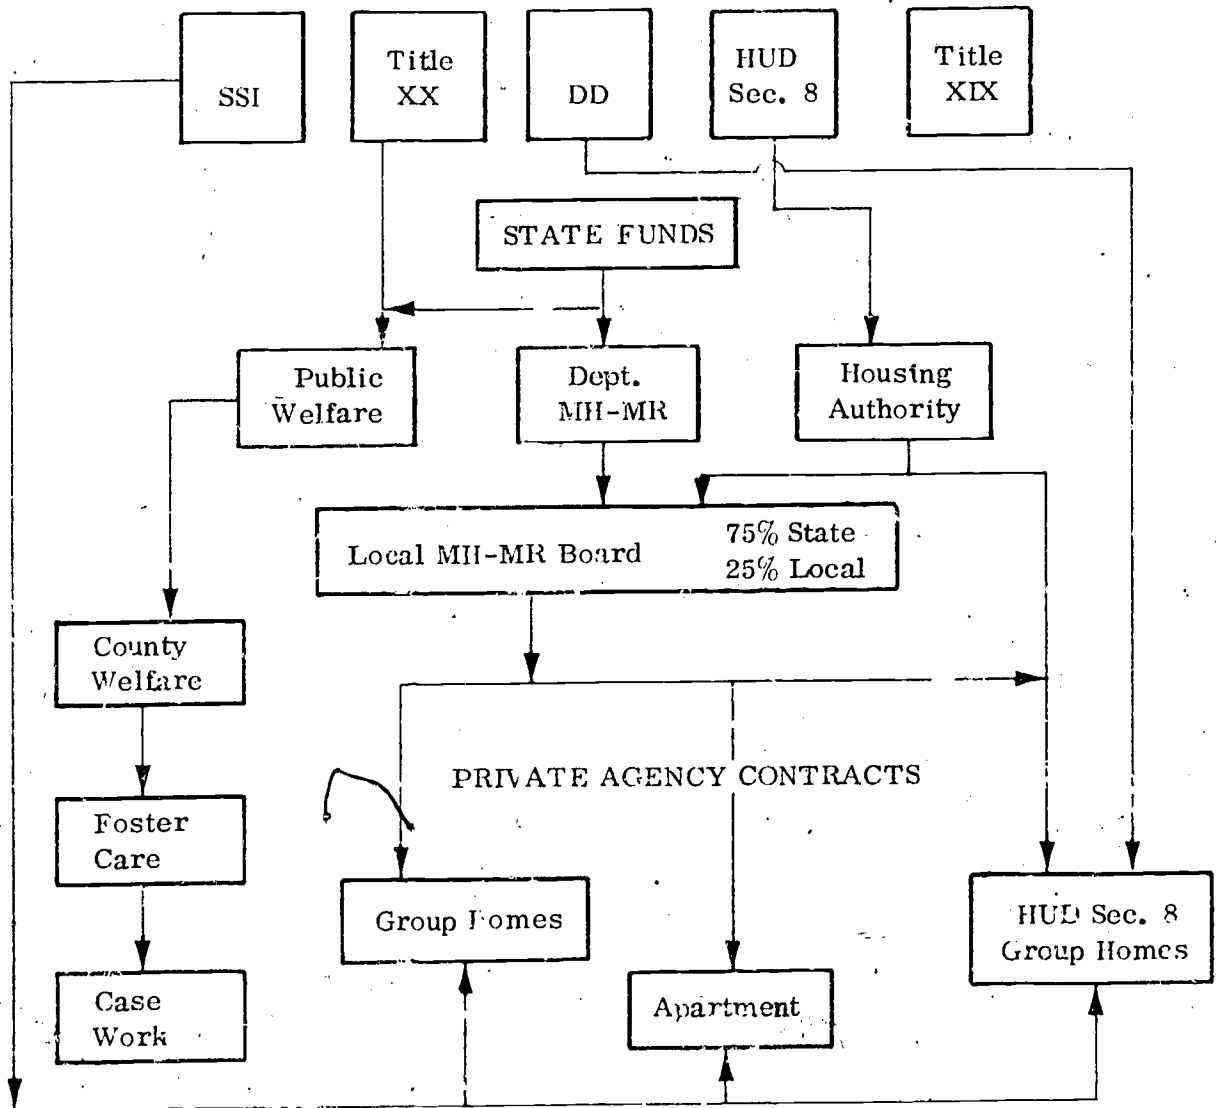 SSI
Title
XX
DD
HUD
Sec. 8
Title
XIX
STATE FUNDS
Public
Welfare
Dept.
MH-MR
Housing
Authority
Local MH-MR Board
75% State
25% Local
County
Welfare
PRIVATE AGENCY CONTRACTS
Foster
Care
Group Homes
HUD Sec. 8
Group Homes
Case
Work
Apartment